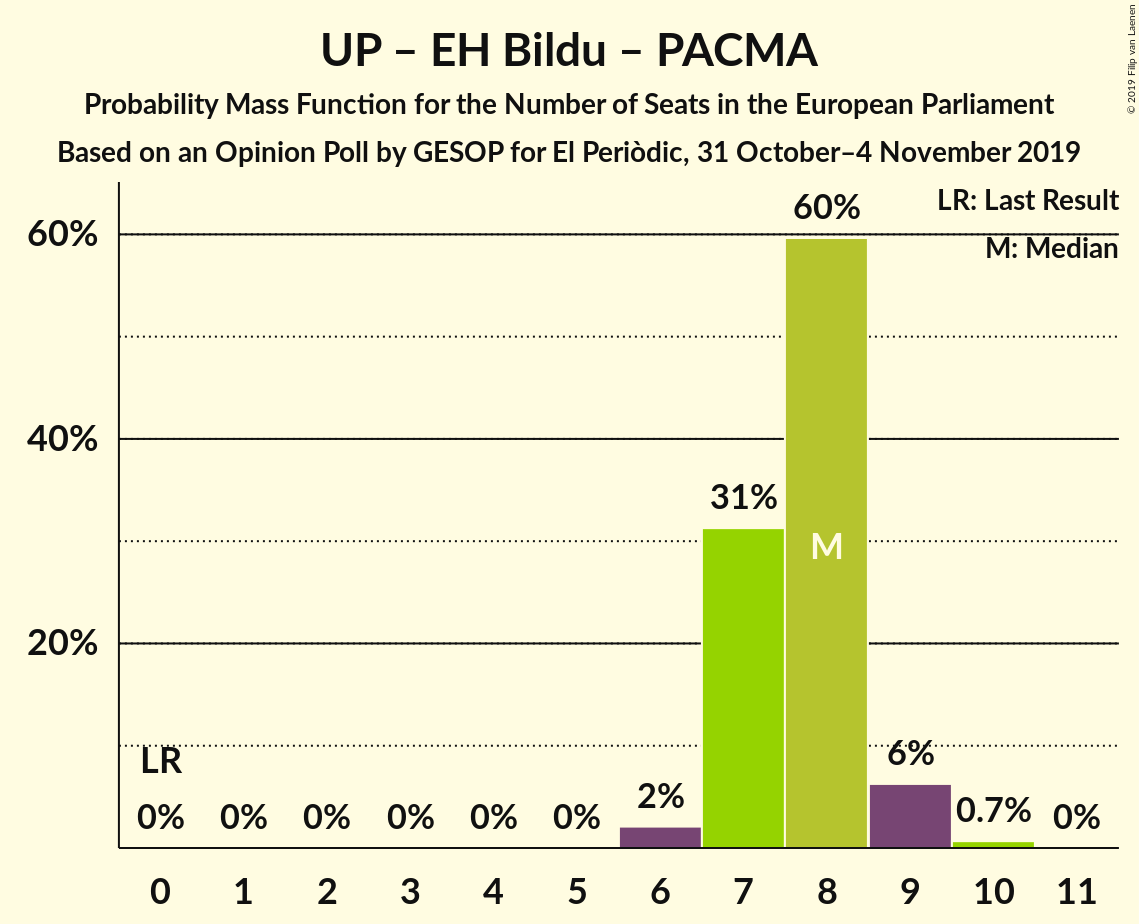 UP – EH Bildu – PACMA
Probability Mass Function for the Number of Seats in the European Parliament
Based on an Opinion Poll by GESOP for El Periòdic, 31 October–4 November 2019
© 2019 Filip van Laenen
LR: Last Result
M: Median
60%
40%
20%
60%
31%
M
LR
0%
0%
0%
0%
0%
0%
2%
6%
0.7%
0%
0 1 2 3 4 5 6 7 8 9 10 11